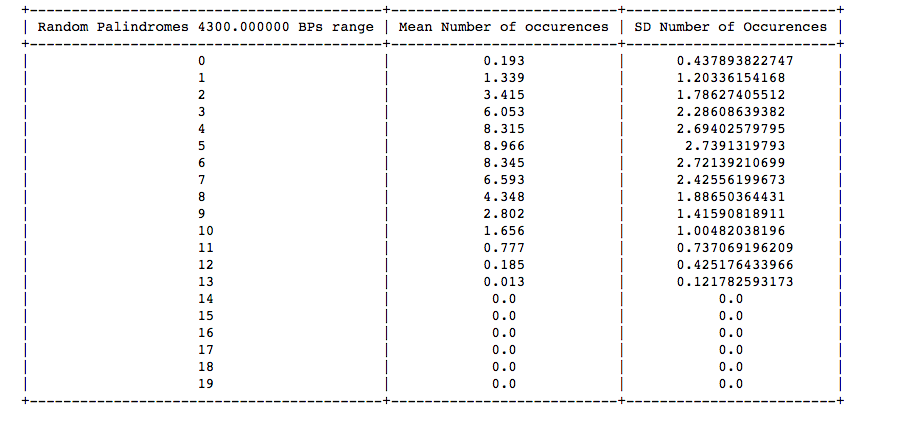 +------------------------------------------+---------------------------+-------------------------+
| Random Palindromes 4300.000000 BPs range | Mean Number of occurences | SD Number of Occurences |
+------------------------------------------+---------------------------+-------------------------+
| 0 | 0.193 | 0.437893822747 |
| 1 | 1.339 | 1.20336154168 |
| 2 | 3.415 | 1.78627405512 |
| 3 | 6.053 | 2.28608639382 |
| 4 | 8.315 | 2.69402579795 |
| 5 | 8.966 | 2.7391319793 |
| 6 | 8.345 | 2.72139210699 |
| 7 | 6.593 | 2.42556199673 |
| 8 | 4.348 | 1.88650364431 |
| 9 | 2.802 | 1.41590818911 |
| 10 | 1.656 | 1.00482038196 |
| 11 | 0.777 | 0.737069196209 |
| 12 | 0.185 | 0.425176433966 |
| 13 | 0.013 | 0.121782593173 |
| 14 | 0.0 | 0.0 |
| 15 | 0.0 | 0.0 |
| 16 | 0.0 | 0.0 |
| 17 | 0.0 | 0.0 |
| 18 | 0.0 | 0.0 |
| 19 | 0.0 | 0.0 |
+------------------------------------------+---------------------------+-------------------------+